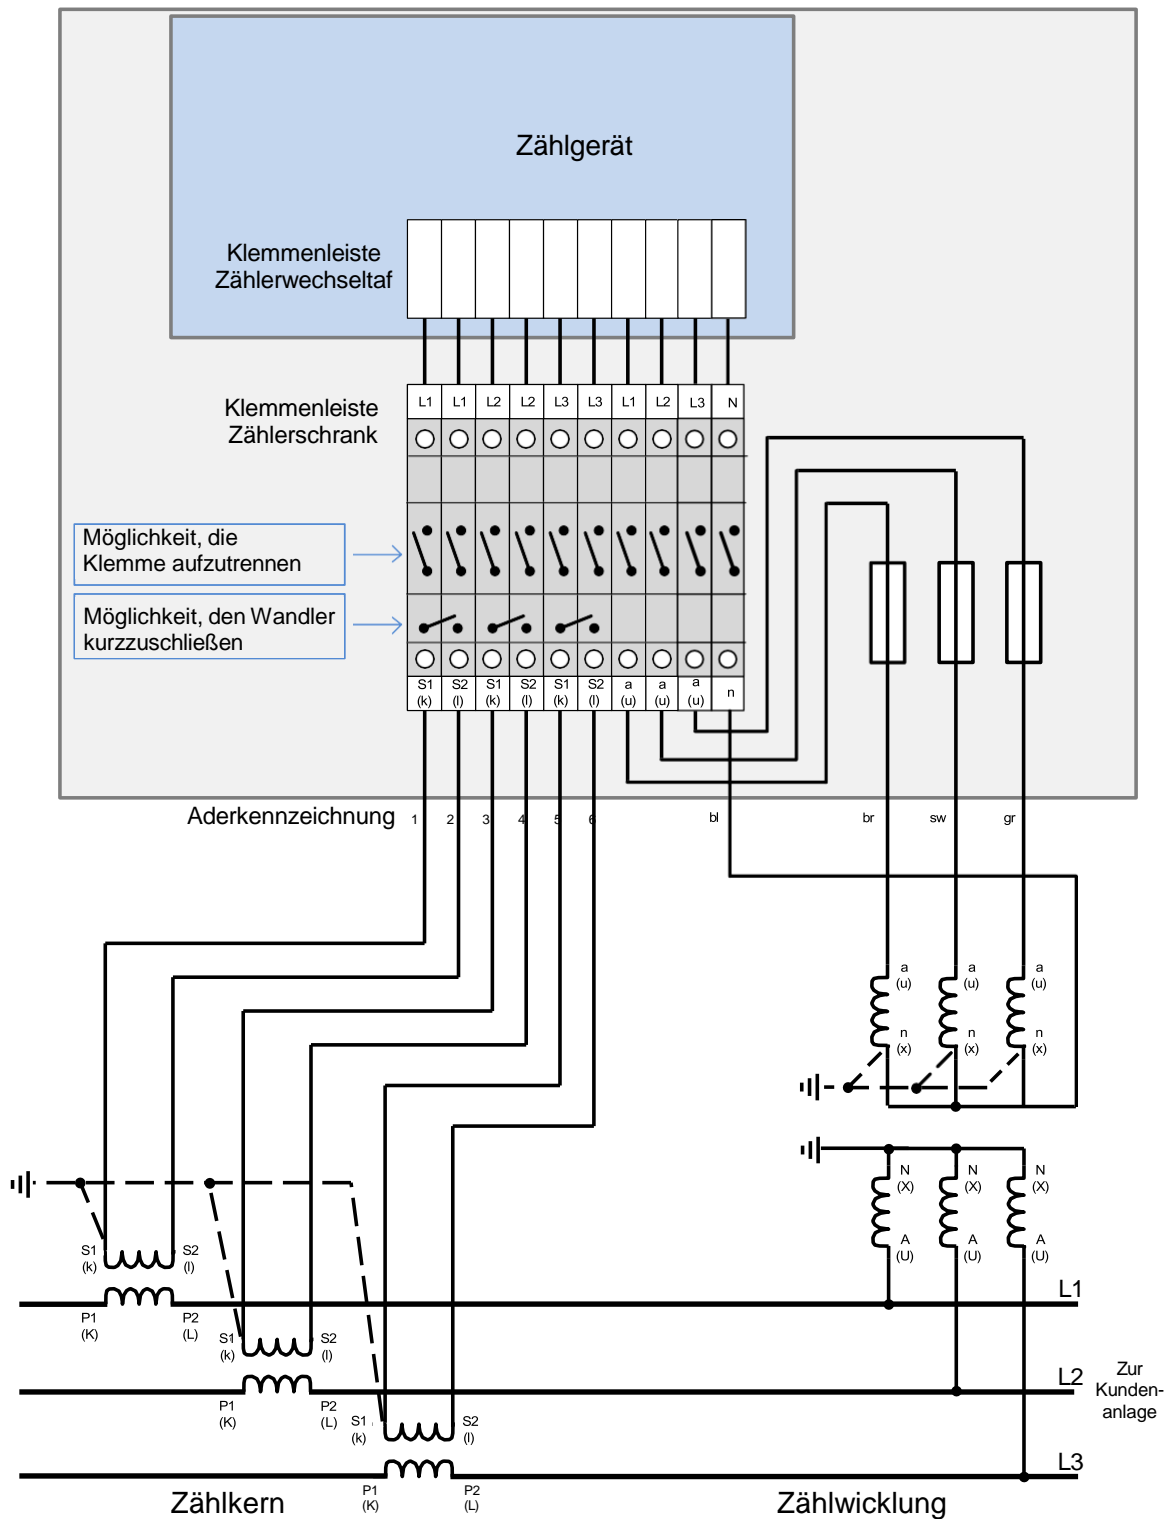 Zählgerät
Klemmenleiste
Zählerwechseltaf
Klemmenleiste
Zählerschrank
L1 L1 L2 L2 L3 L3 L1 L2 L3 N
Möglichkeit, die
Klemme aufzutrennen
Möglichkeit, den Wandler
kurzzuschließen
S1 S2 S1 S2 S1 S2 a a a n
(k) (l) (k) (l) (k) (l) (u) (u) (u)
Aderkennzeichnung 1 2 3 4 5 6 bl br sw gr
a a a
(u) (u) (u)
n n n
(x) (x) (x)
N N N
(X) (X) (X)
A A A
(U) (U) (U)
S1 S2
(k) (l)
L1
P1 P2
(K) (L)
S1 S2
(k) (l)
L2
Zur
Kunden-
anlage
P1 P2
(K) (L)
S1 S2
(k) (l)
L3
P1 P2
(K) (L)
Zählkern
Zählwicklung